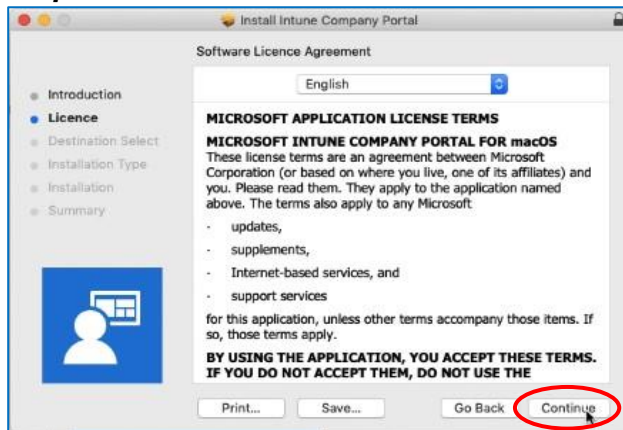 Install Intune Company Portal
Software Licence Agreement
English
Introduction
Licence
Destination Select
Installation Type
Installation
Summary
MICROSOFT APPLICATION LICENSE TERMS
MICROSOFT INTUNE COMPANY PORTAL FOR macOS
These license terms are an agreement between Microsoft
Corporation (or based on where you live, one of its affiliates) and
you. Please read them. They apply to the application named
above. The terms also apply to any Microsoft
- updates,
- supplements,
- Internet-based services, and
- support services
for this application, unless other terms accompany those items. If
so, those terms apply.
BY USING THE APPLICATION, YOU ACCEPT THESE TERMS.
IF YOU DO NOT ACCEPT THEM, DO NOT USE THE
Print...
Save...
Go Back
Continue